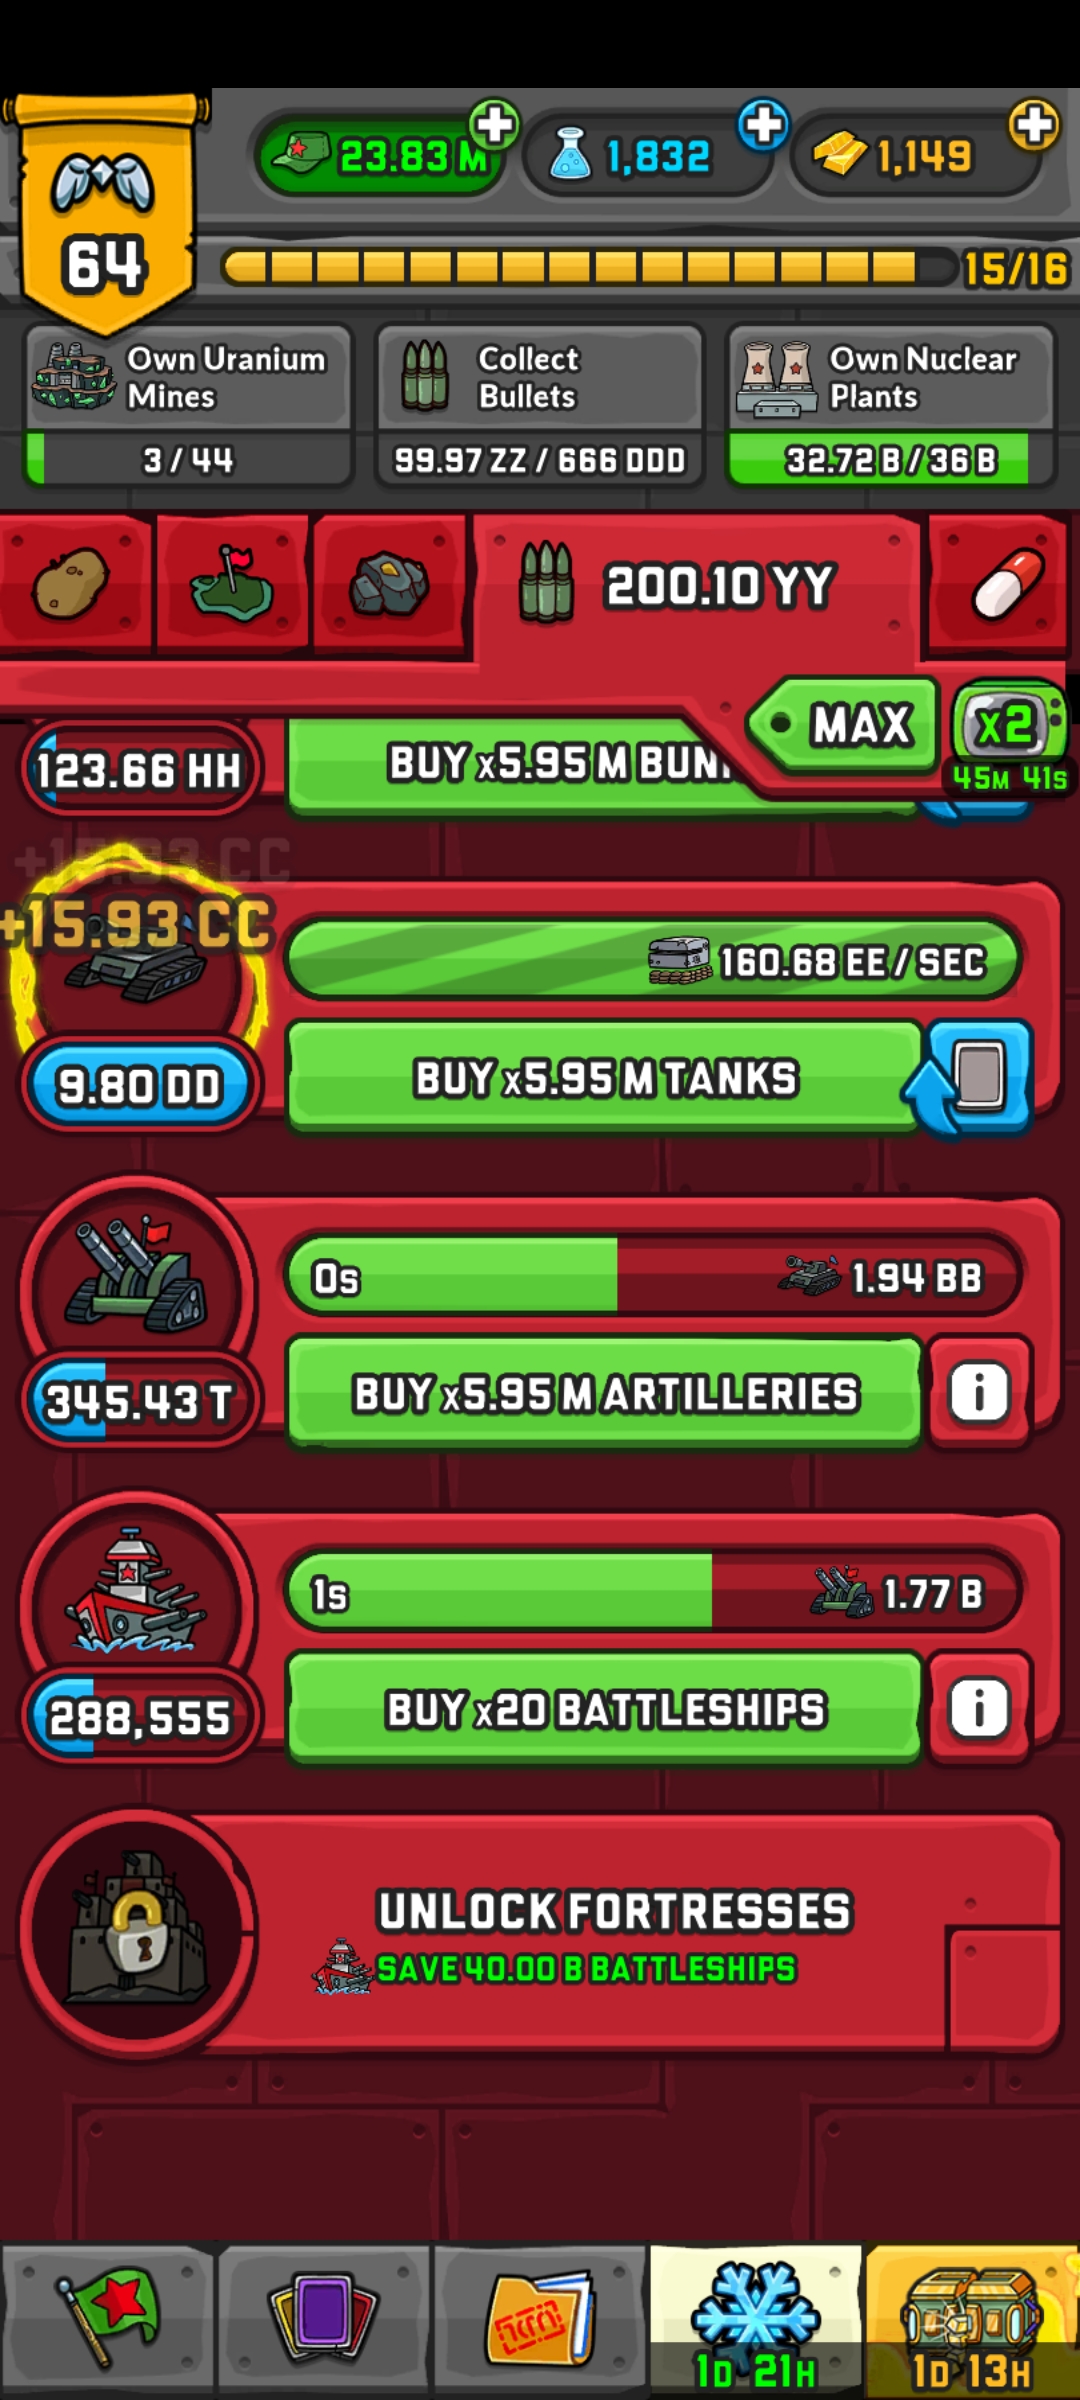 23.83 M
1,832
1,149
64
15/16
Own Uranium
Mines
3 / 44
Collect
Bullets
99.97 ZZ / 666 DDD
Own Nuclear
Plants
32.72 B / 36 B
200.10 YY
MAX
x2
45M 41S
123.66 HH
BUY x5.95 M BUN
+15.93 CC
+15.93 CC
160.68 EE / SEC
9.80 DD
BUY x5.95 M TANKS
0s
1.94 BB
345.43 T
BUY x5.95 M ARTILLERIES
i
1s
1.77 B
288,555
BUY x20 BATTLESHIPS
i
UNLOCK FORTRESSES
SAVE 40.00 B BATTLESHIPS
1D 21H
1D 13H